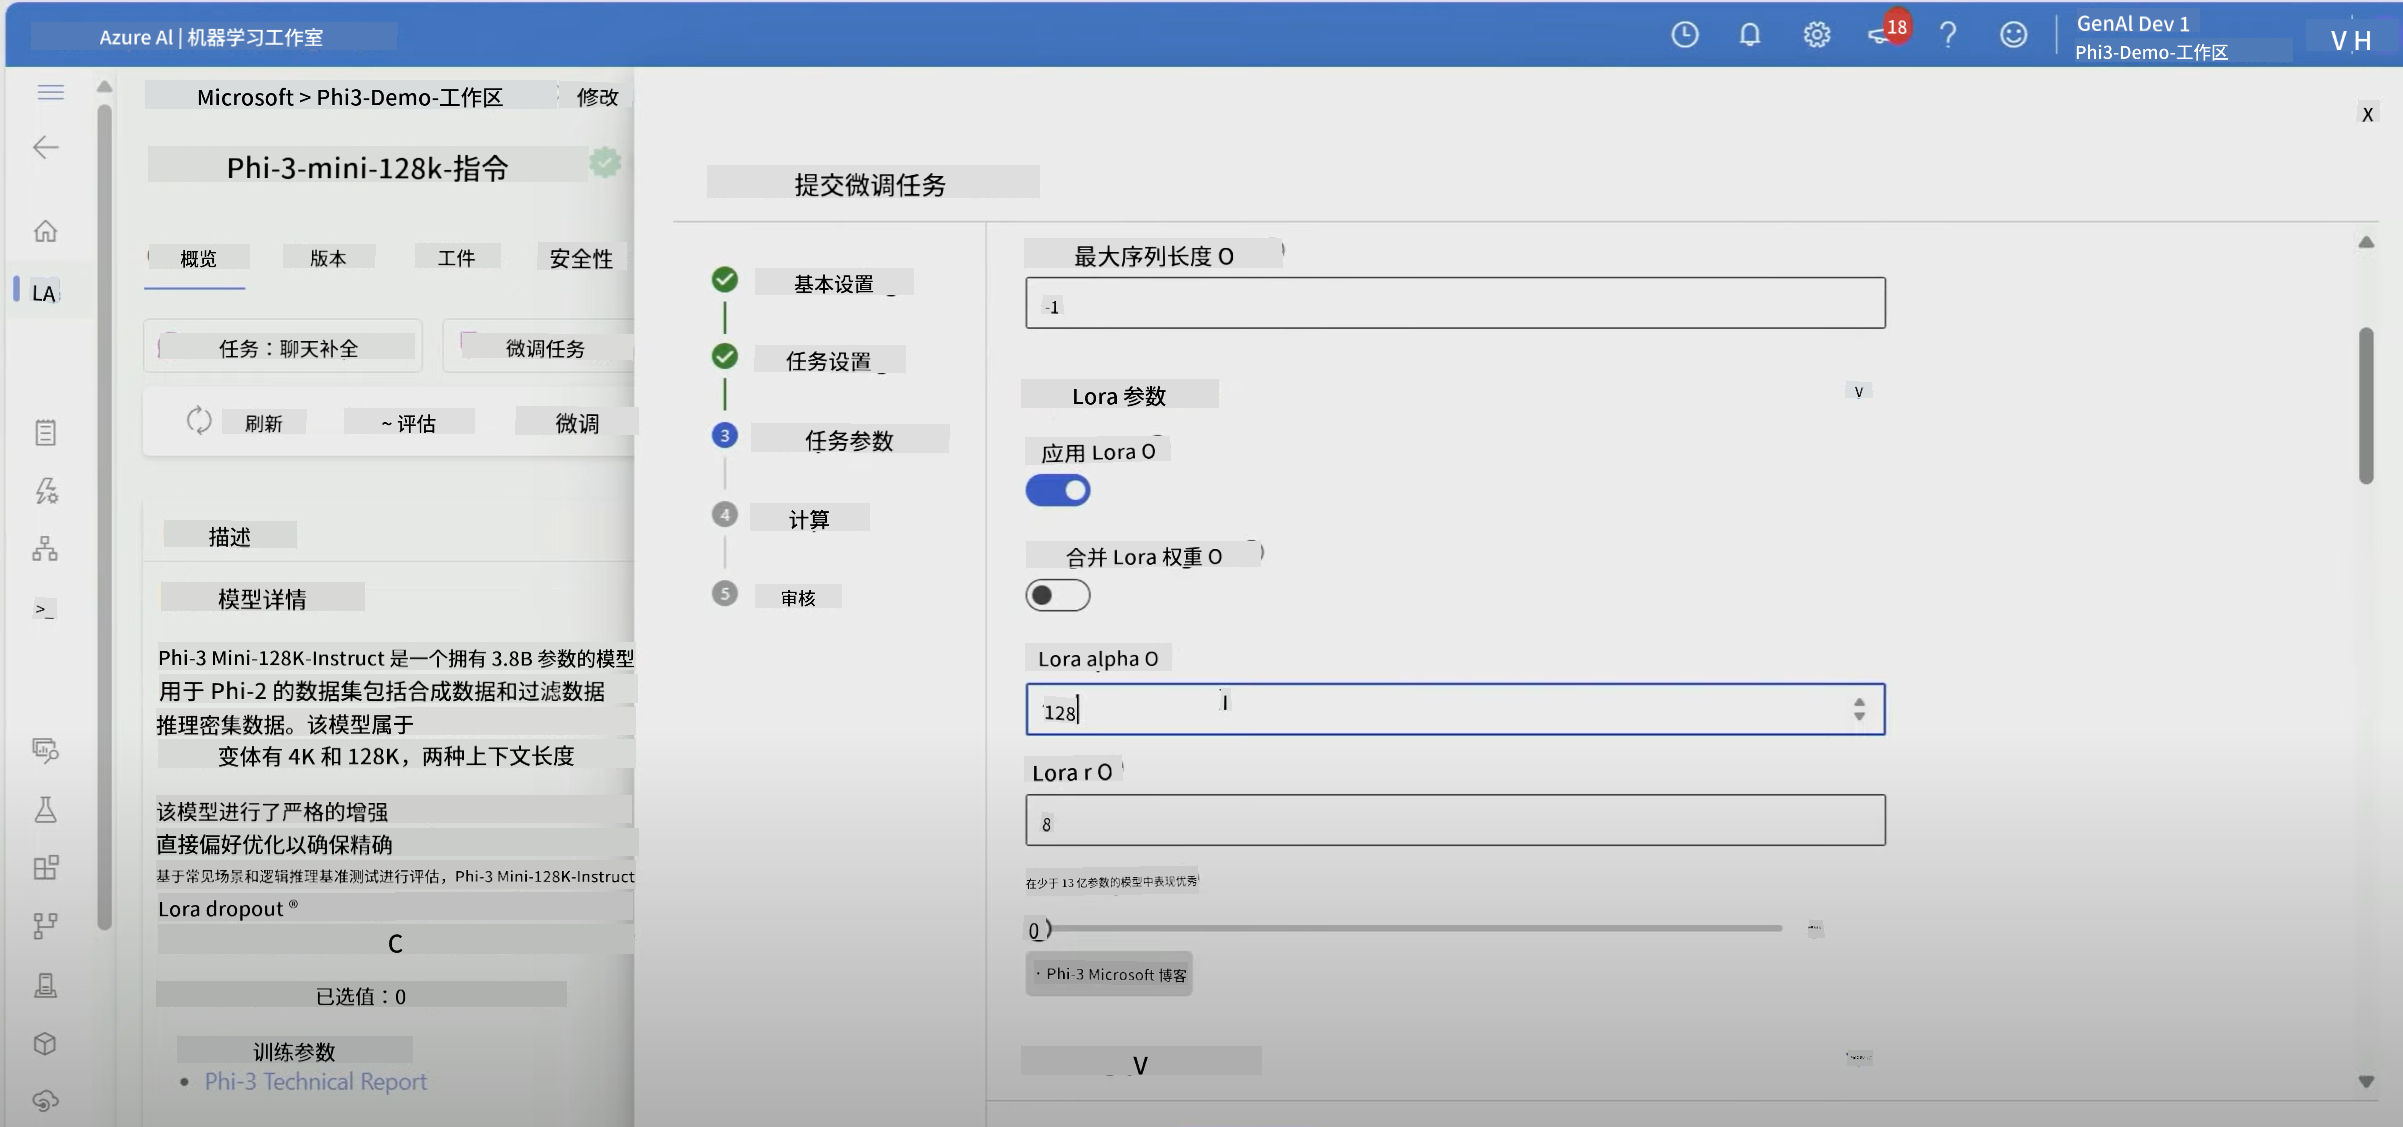 Azure AI | 机器学习工作室
18
GenAI Dev 1
Phi3-Demo-工作区
V H
Microsoft > Phi3-Demo-工作区
修改
X
Phi-3-mini-128k-指令
概览
版本
工件
安全性
LA
任务：聊天补全
微调任务
刷新
~ 评估
微调
描述
模型详情
>_
Phi-3 Mini-128K-Instruct 是一个拥有 3.8B 参数的模型
用于 Phi-2 的数据集包括合成数据和过滤数据
推理密集数据。该模型属于
变体有 4K 和 128K，两种上下文长度
该模型进行了严格的增强
直接偏好优化以确保精确
基于常见场景和逻辑推理基准测试进行评估，Phi-3 Mini-128K-Instruct
Lora dropout ®
C
已选值：0
训练参数
• Phi-3 Technical Report
提交微调任务
基本设置
任务设置
3 任务参数
4 计算
5 审核
最大序列长度 O
-1
Lora 参数
V
应用 Lora O
合并 Lora 权重 O
Lora alpha O
128
Lora r O
8
在少于 13 亿参数的模型中表现优秀
0
· Phi-3 Microsoft 博客
V